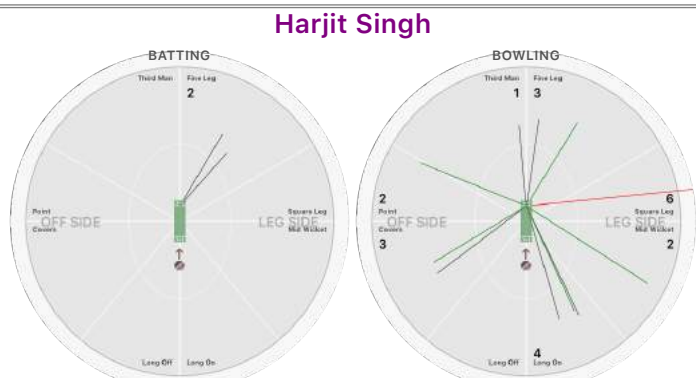 Harjit Singh
BATTING
Third Man Fine Leg
2
Point
OFF SIDE
Covers
Square Leg
LEG SIDE
Mid Wicket
Long Off Long On
BOWLING
Third Man Fine Leg
1 3
2
Point
OFF SIDE
Covers
3
6
Square Leg
LEG SIDE
Mid Wicket
2
4
Long Off Long On